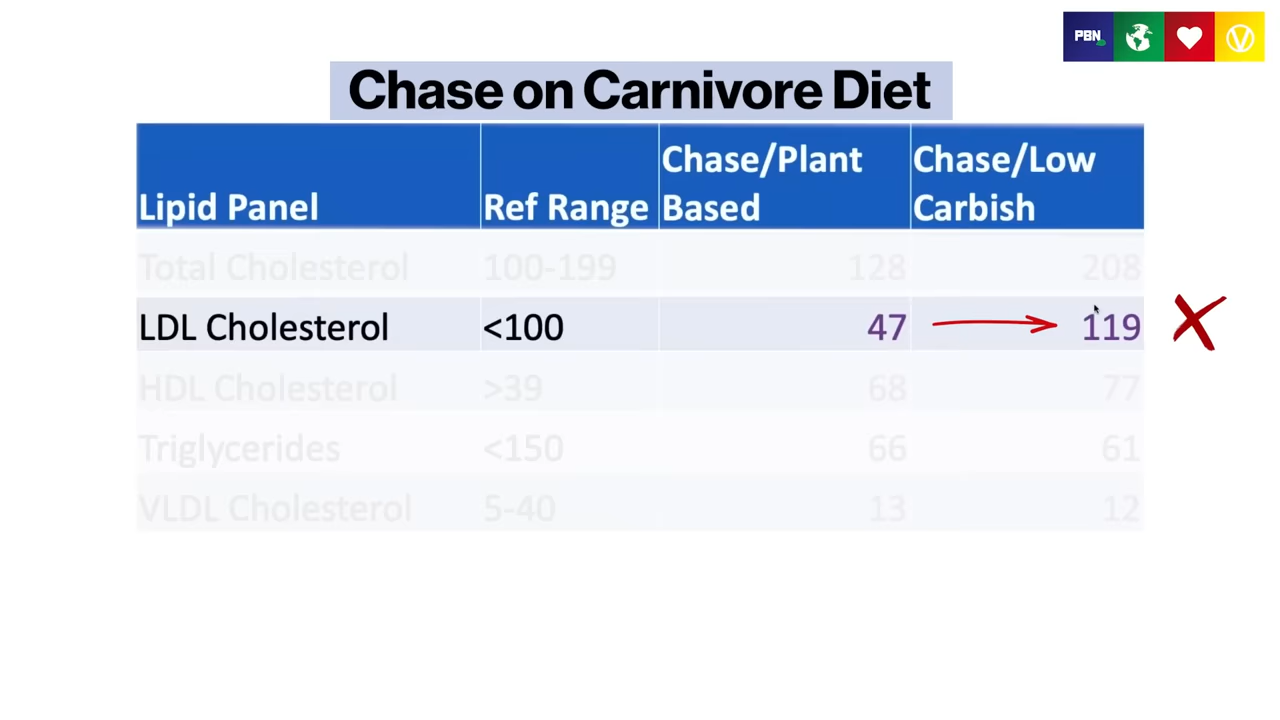 PBN
Chase on Carnivore Diet
Lipid Panel Ref Range Chase/Plant Based Chase/Low Carbish
Total Cholesterol 100-199 128 208
LDL Cholesterol <100 47 119
HDL Cholesterol >39 68 77
Triglycerides <150 66 61
VLDL Cholesterol 5-40 13 12